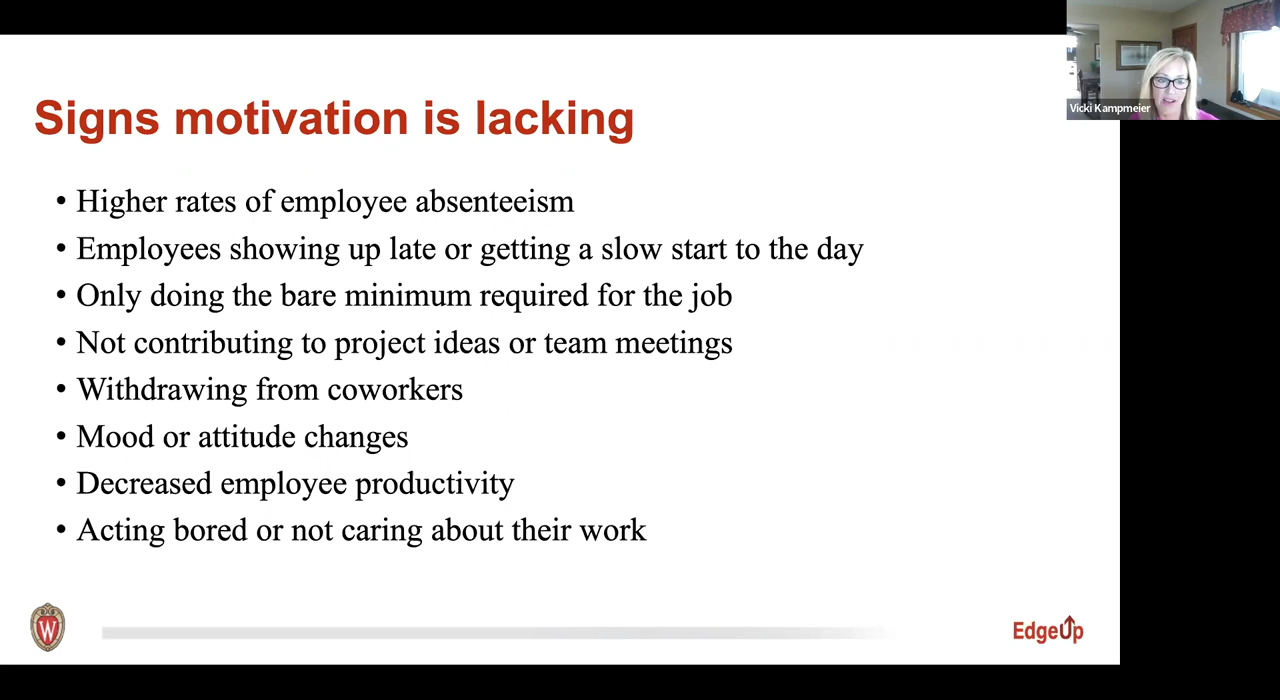 Vicki Kampmeier
Signs motivation is lacking
• Higher rates of employee absenteeism
• Employees showing up late or getting a slow start to the day
• Only doing the bare minimum required for the job
• Not contributing to project ideas or team meetings
• Withdrawing from coworkers
• Mood or attitude changes
• Decreased employee productivity
• Acting bored or not caring about their work
W
EdgeUp